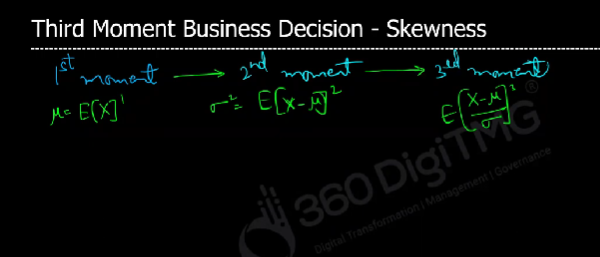 Third Moment Business Decision - Skewness
1st moment → 2nd moment → 3rd moment
μ = E[X]¹ σ² = E[X-μ]² E[(X-μ)/σ]³
360 DigiTMG®
Digital Transformation | Management | Governance